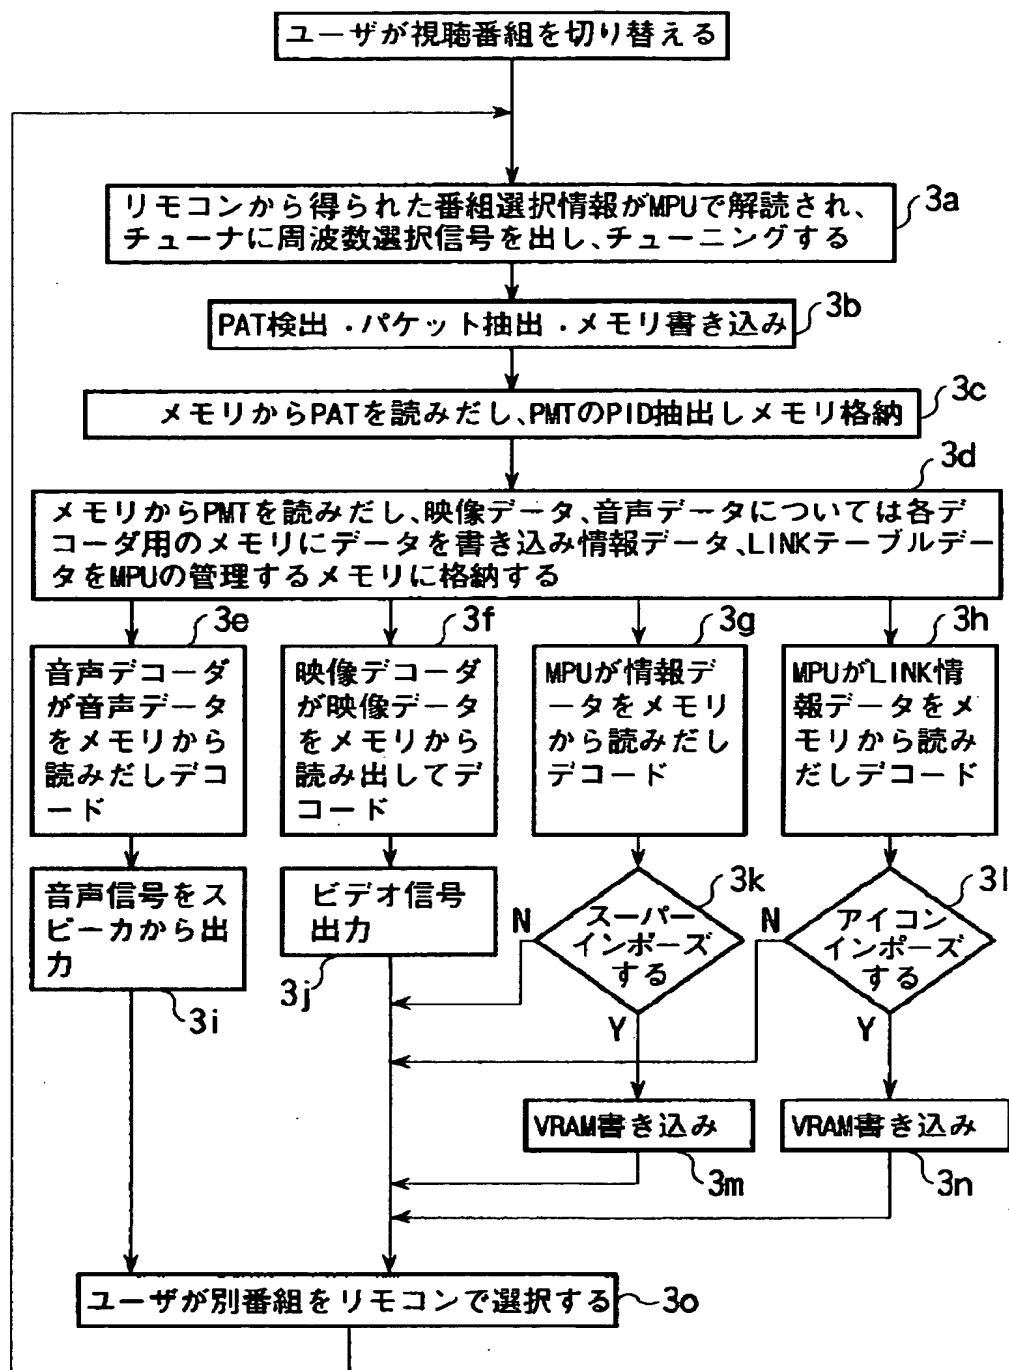 ユーザが視聴番組を切り替える
リモコンから得られた番組選択情報がMPUで解読され、
チューナに周波数選択信号を出し、チューニングする
3a
PAT検出・パケット抽出・メモリ書き込み
3b
メモリからPATを読みだし、PMTのPID抽出しメモリ格納
3c
3d
メモリからPMTを読みだし、映像データ、音声データについては各デ
コーダ用のメモリにデータを書き込み情報データ、LINKテーブルデー
タをMPUの管理するメモリに格納する
3e
音声デコーダ
が音声データ
をメモリから
読みだしデコ
ード
3f
映像デコーダ
が映像データ
をメモリから
読み出してデ
コード
3g
MPUが情報デ
ータをメモリ
から読みだし
デコード
3h
MPUがLINK情
報データをメ
モリから読み
だしデコード
音声信号をス
ピーカから出
力
3i
ビデオ信号
出力
3j
N
スーパー
インポーズ
する
3k
Y
N
アイコン
インポーズ
する
3l
Y
VRAM書き込み
3m
VRAM書き込み
3n
ユーザが別番組をリモコンで選択する
3o